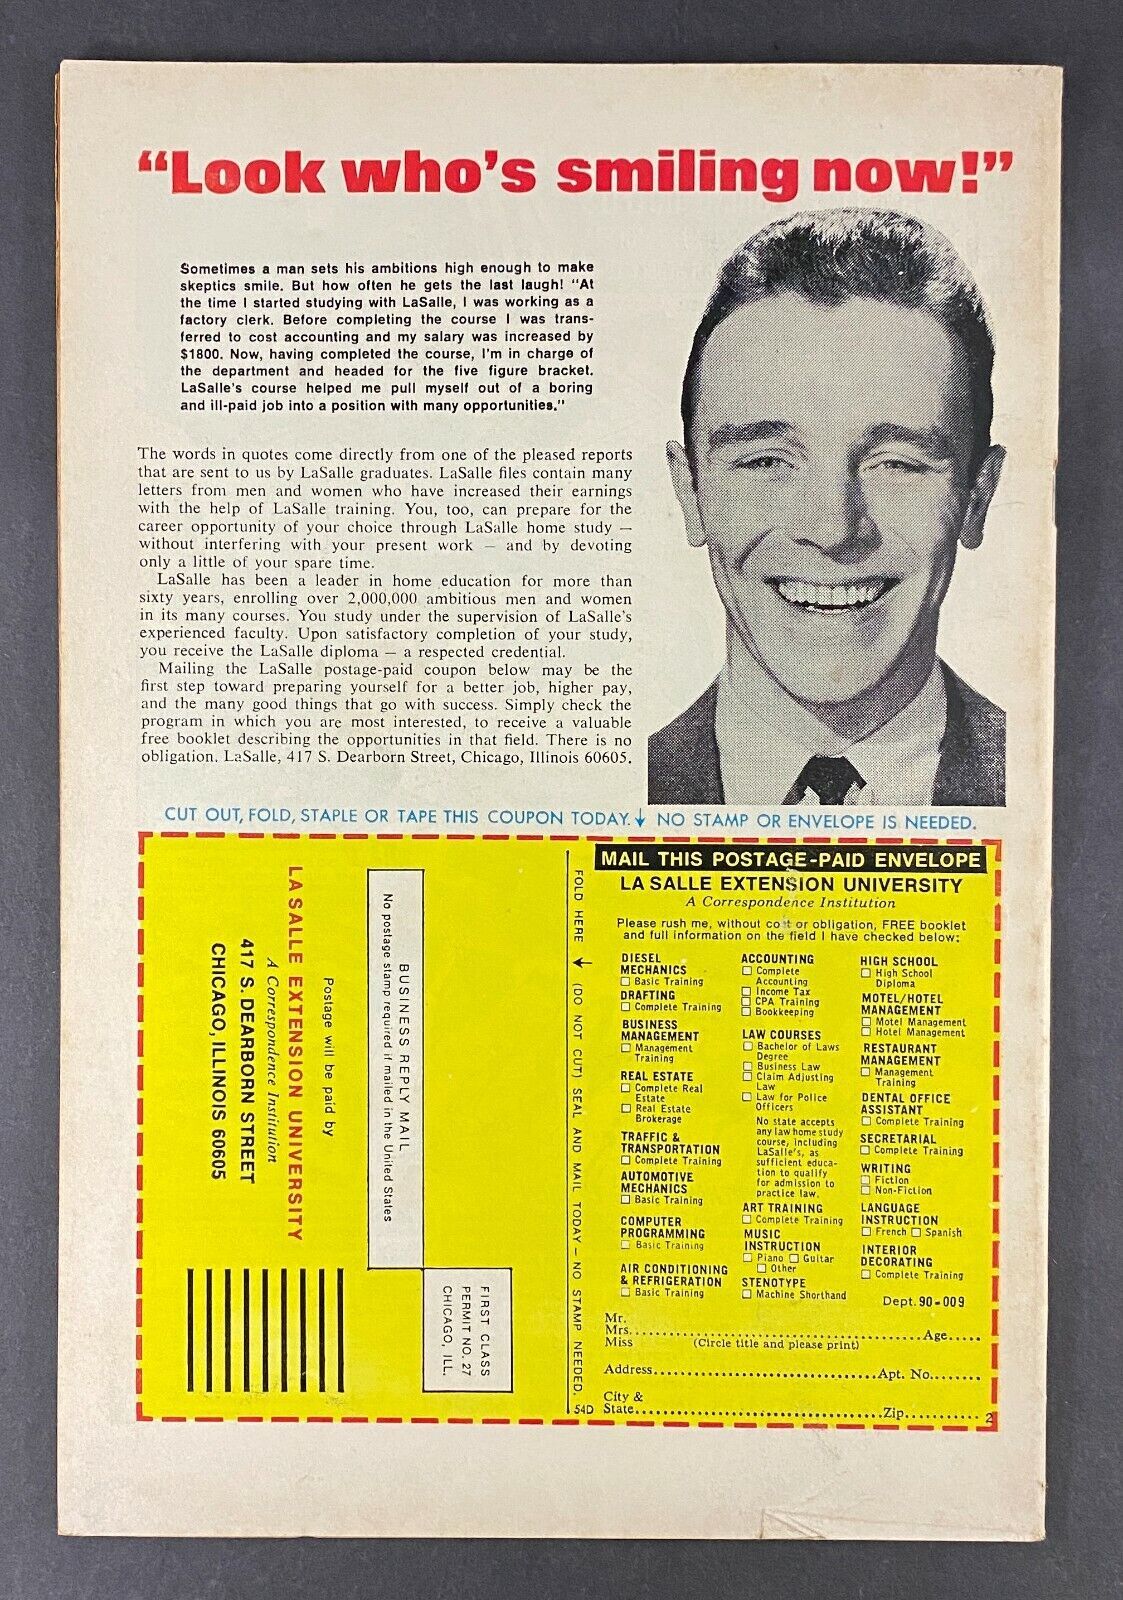 “Look who’s smiling now!”
Sometimes a man sets his ambitions high enough to make
skeptics smile. But how often he gets the last laugh! "At
the time I started studying with LaSalle, I was working as a
factory clerk. Before completing the course I was trans-
ferred to cost accounting and my salary was increased by
$1800. Now, having completed the course, I'm in charge of
the department and headed for the five figure bracket.
LaSalle's course helped me pull myself out of a boring
and ill-paid job into a position with many opportunities."
The words in quotes come directly from one of the pleased reports
that are sent to us by LaSalle graduates. LaSalle files contain many
letters from men and women who have increased their earnings
with the help of LaSalle training. You, too, can prepare for the
career opportunity of your choice through LaSalle home study —
without interfering with your present work — and by devoting
only a little of your spare time.
LaSalle has been a leader in home education for more than
sixty years, enrolling over 2,000,000 ambitious men and women
in its many courses. You study under the supervision of LaSalle's
experienced faculty. Upon satisfactory completion of your study,
you receive the LaSalle diploma — a respected credential.
Mailing the LaSalle postage-paid coupon below may be the
first step toward preparing yourself for a better job, higher pay,
and the many good things that go with success. Simply check the
program in which you are most interested, to receive a valuable
free booklet describing the opportunities in that field. There is no
obligation. LaSalle, 417 S. Dearborn Street, Chicago, Illinois 60605.
CUT OUT, FOLD, STAPLE OR TAPE THIS COUPON TODAY. ↓ NO STAMP OR ENVELOPE IS NEEDED.
FIRST CLASS
PERMIT NO. 27
CHICAGO, ILL.
BUSINESS REPLY MAIL
No postage stamp required if mailed in the United States
Postage will be paid by
LA SALLE EXTENSION UNIVERSITY
A Correspondence Institution
417 S. DEARBORN STREET
CHICAGO, ILLINOIS 60605
FOLD HERE → (DO NOT CUT) SEAL AND MAIL TODAY — NO STAMP NEEDED.
54D
MAIL THIS POSTAGE-PAID ENVELOPE
LA SALLE EXTENSION UNIVERSITY
A Correspondence Institution
Please rush me, without cost or obligation, FREE booklet
and full information on the field I have checked below:
DIESEL
MECHANICS
☐ Basic Training
DRAFTING
☐ Complete Training
BUSINESS
MANAGEMENT
☐ Management
Training
REAL ESTATE
☐ Complete Real
Estate
☐ Real Estate
Brokerage
TRAFFIC &
TRANSPORTATION
☐ Complete Training
AUTOMOTIVE
MECHANICS
☐ Basic Training
COMPUTER
PROGRAMMING
☐ Basic Training
AIR CONDITIONING
& REFRIGERATION
☐ Basic Training
ACCOUNTING
☐ Complete
Accounting
☐ Income Tax
☐ CPA Training
☐ Bookkeeping
LAW COURSES
☐ Bachelor of Laws
Degree
☐ Business Law
☐ Claim Adjusting
Law
☐ Law for Police
Officers
No state accepts
any law home study
course, including
LaSalle's, as
sufficient educa-
tion to qualify
for admission to
practice law.
ART TRAINING
☐ Complete Training
MUSIC
INSTRUCTION
☐ Piano ☐ Guitar
☐ Other
STENOTYPE
☐ Machine Shorthand
HIGH SCHOOL
☐ High School
Diploma
MOTEL/HOTEL
MANAGEMENT
☐ Motel Management
☐ Hotel Management
RESTAURANT
MANAGEMENT
☐ Management
Training
DENTAL OFFICE
ASSISTANT
☐ Complete Training
SECRETARIAL
☐ Complete Training
WRITING
☐ Fiction
☐ Non-Fiction
LANGUAGE
INSTRUCTION
☐ French ☐ Spanish
INTERIOR
DECORATING
☐ Complete Training
Dept. 90-009
Mr.
Mrs..........Age.....
Miss (Circle title and please print)
Address..........Apt. No........
City &
State..........Zip...........
2